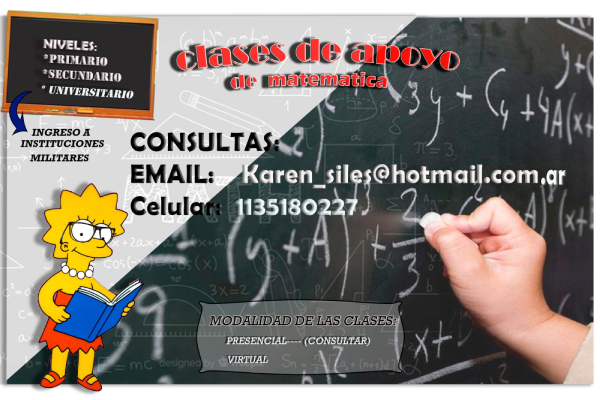 NIVELES:
*PRIMARIO
*SECUNDARIO
* UNIVERSITARIO
clases de apoyo
de matematica
INGRESO A
INSTITUCIONES
MILITARES
CONSULTAS:
EMAIL: Karen_siles@hotmail.com.ar
Celular: 1135180227
MODALIDAD DE LAS CLASES:
PRESENCIAL---- (CONSULTAR)
VIRTUAL